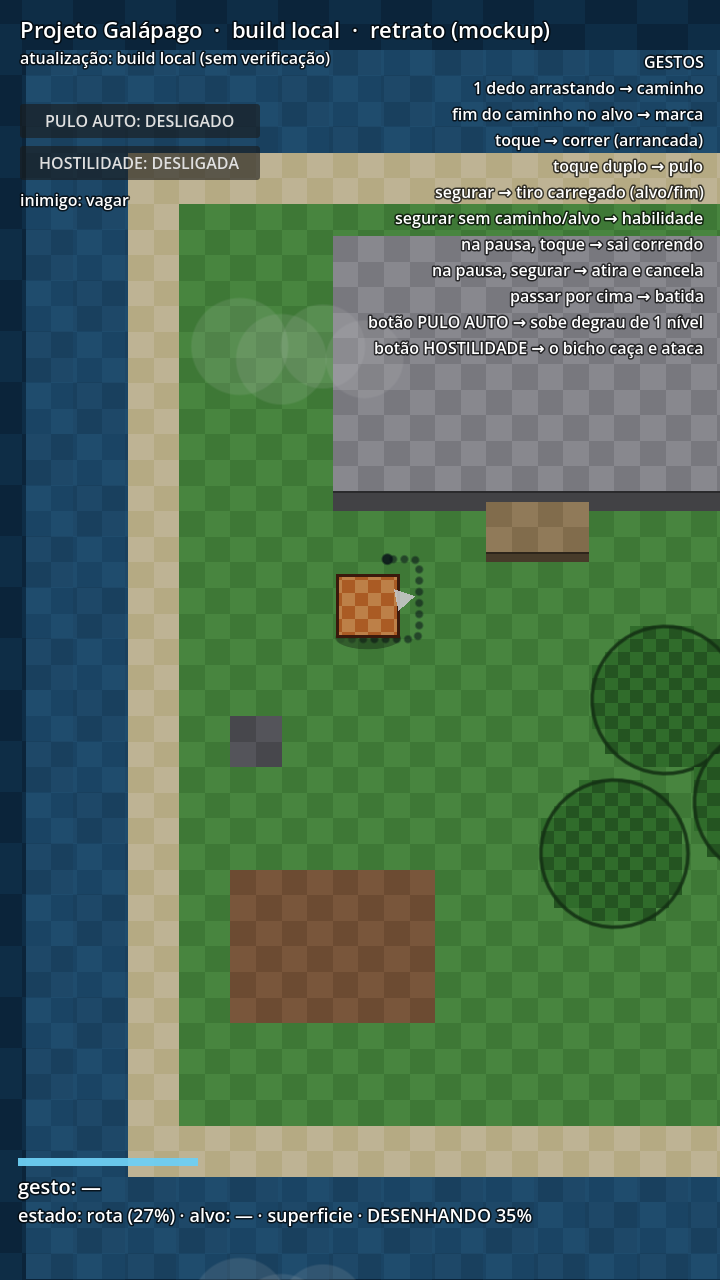 Projeto Galápago · build local · retrato (mockup)
atualização: build local (sem verificação)
GESTOS
1 dedo arrastando → caminho
fim do caminho no alvo → marca
toque → correr (arrancada)
toque duplo → pulo
segurar → tiro carregado (alvo/fim)
segurar sem caminho/alvo → habilidade
na pausa, toque → sai correndo
na pausa, segurar → atira e cancela
passar por cima → batida
botão PULO AUTO → sobe degrau de 1 nível
botão HOSTILIDADE → o bicho caça e ataca
PULO AUTO: DESLIGADO
HOSTILIDADE: DESLIGADA
inimigo: vagar
gesto: —
estado: rota (27%) · alvo: — · superfície · DESENHANDO 35%